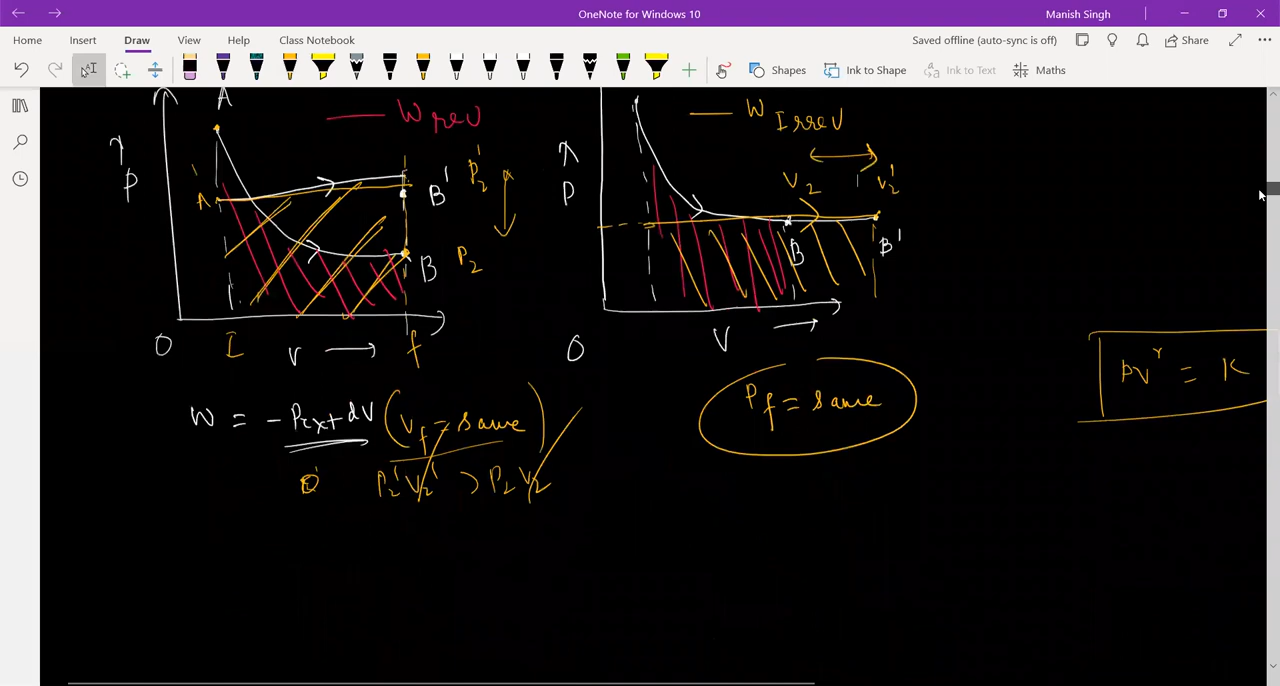 OneNote for Windows 10
Manish Singh
Home Insert Draw View Help Class Notebook
Saved offline (auto-sync is off) Share
Shapes Ink to Shape Ink to Text Maths
A
W rev
P
A'
B'
P2'
B
P2
O
I
V
f
W = -Pext dV (Vf = same)
P2'V2' > P2V2
W Irrev
P
V2
V2'
B
B'
O
V
Pf = same
PV^γ = K